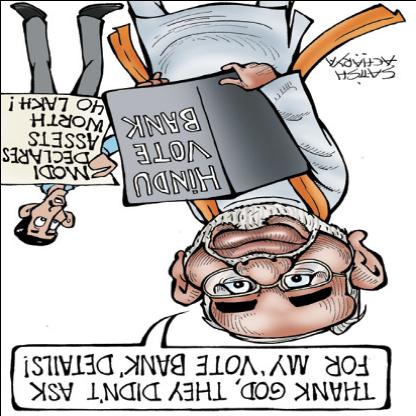 THANK GOD, THEY DIDN'T ASK
FOR MY 'VOTE BANK' DETAILS!
MODI
DECLARES
ASSETS
WORTH
40 LAKH!
HINDU
VOTE
BANK
SATISH
ACHARYA